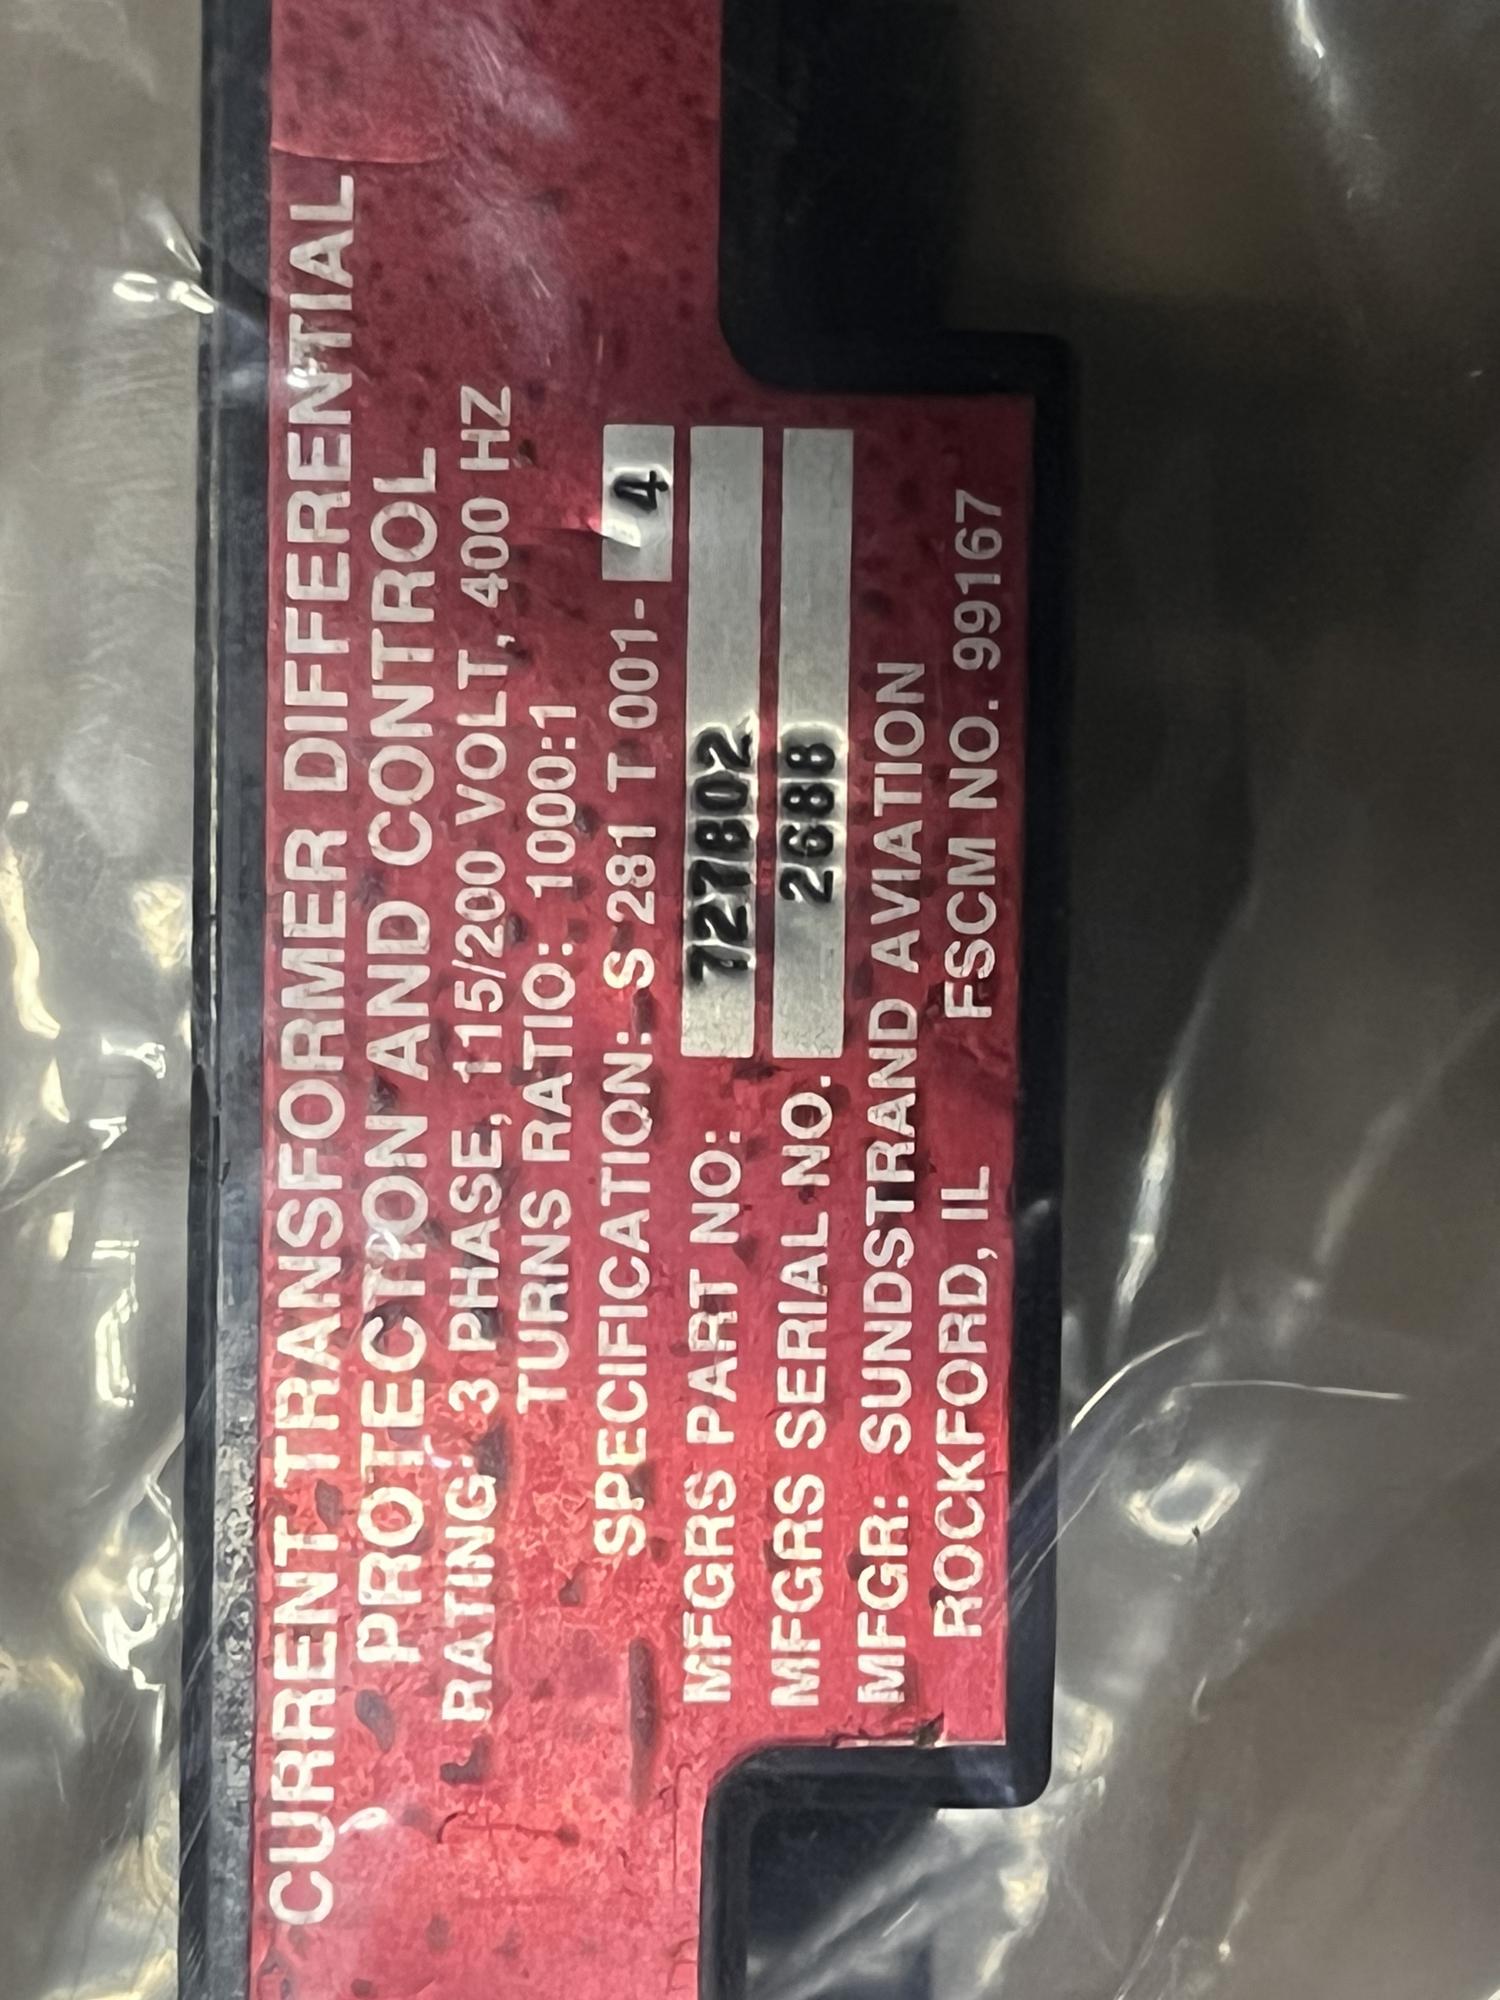 CURRENT TRANSFORMER DIFFERENTIAL
PROTECTION AND CONTROL
RATING: 3 PHASE, 115/200 VOLT, 400 HZ
TURNS RATIO: 1000:1
SPECIFICATION: S 281 T 001- 4
MFGRS PART NO: 727802
MFGRS SERIAL NO. 2688
MFGR: SUNDSTRAND AVIATION
ROCKFORD, IL FSCM NO. 99167